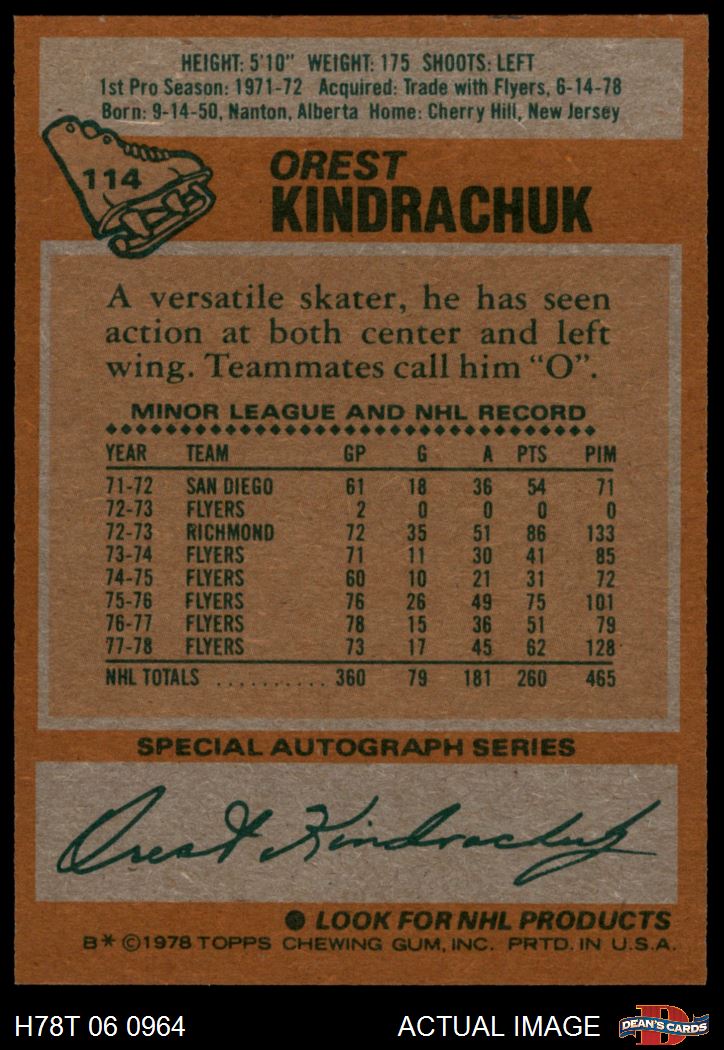 HEIGHT: 5'10" WEIGHT: 175 SHOOTS: LEFT
1st Pro Season: 1971-72 Acquired: Trade with Flyers, 6-14-78
Born: 9-14-50, Nanton, Alberta Home: Cherry Hill, New Jersey
114
OREST
KINDRACHUK
A versatile skater, he has seen
action at both center and left
wing. Teammates call him "O".
MINOR LEAGUE AND NHL RECORD
YEAR TEAM GP G A PTS PIM
71-72 SAN DIEGO 61 18 36 54 71
72-73 FLYERS 2 0 0 0 0
72-73 RICHMOND 72 35 51 86 133
73-74 FLYERS 71 11 30 41 85
74-75 FLYERS 60 10 21 31 72
75-76 FLYERS 76 26 49 75 101
76-77 FLYERS 78 15 36 51 79
77-78 FLYERS 73 17 45 62 128
NHL TOTALS .......... 360 79 181 260 465
SPECIAL AUTOGRAPH SERIES
Orest Kindrachuk
● LOOK FOR NHL PRODUCTS
B* ©1978 TOPPS CHEWING GUM, INC. PRTD. IN U.S.A.
H78T 06 0964 ACTUAL IMAGE DEAN'S CARDS